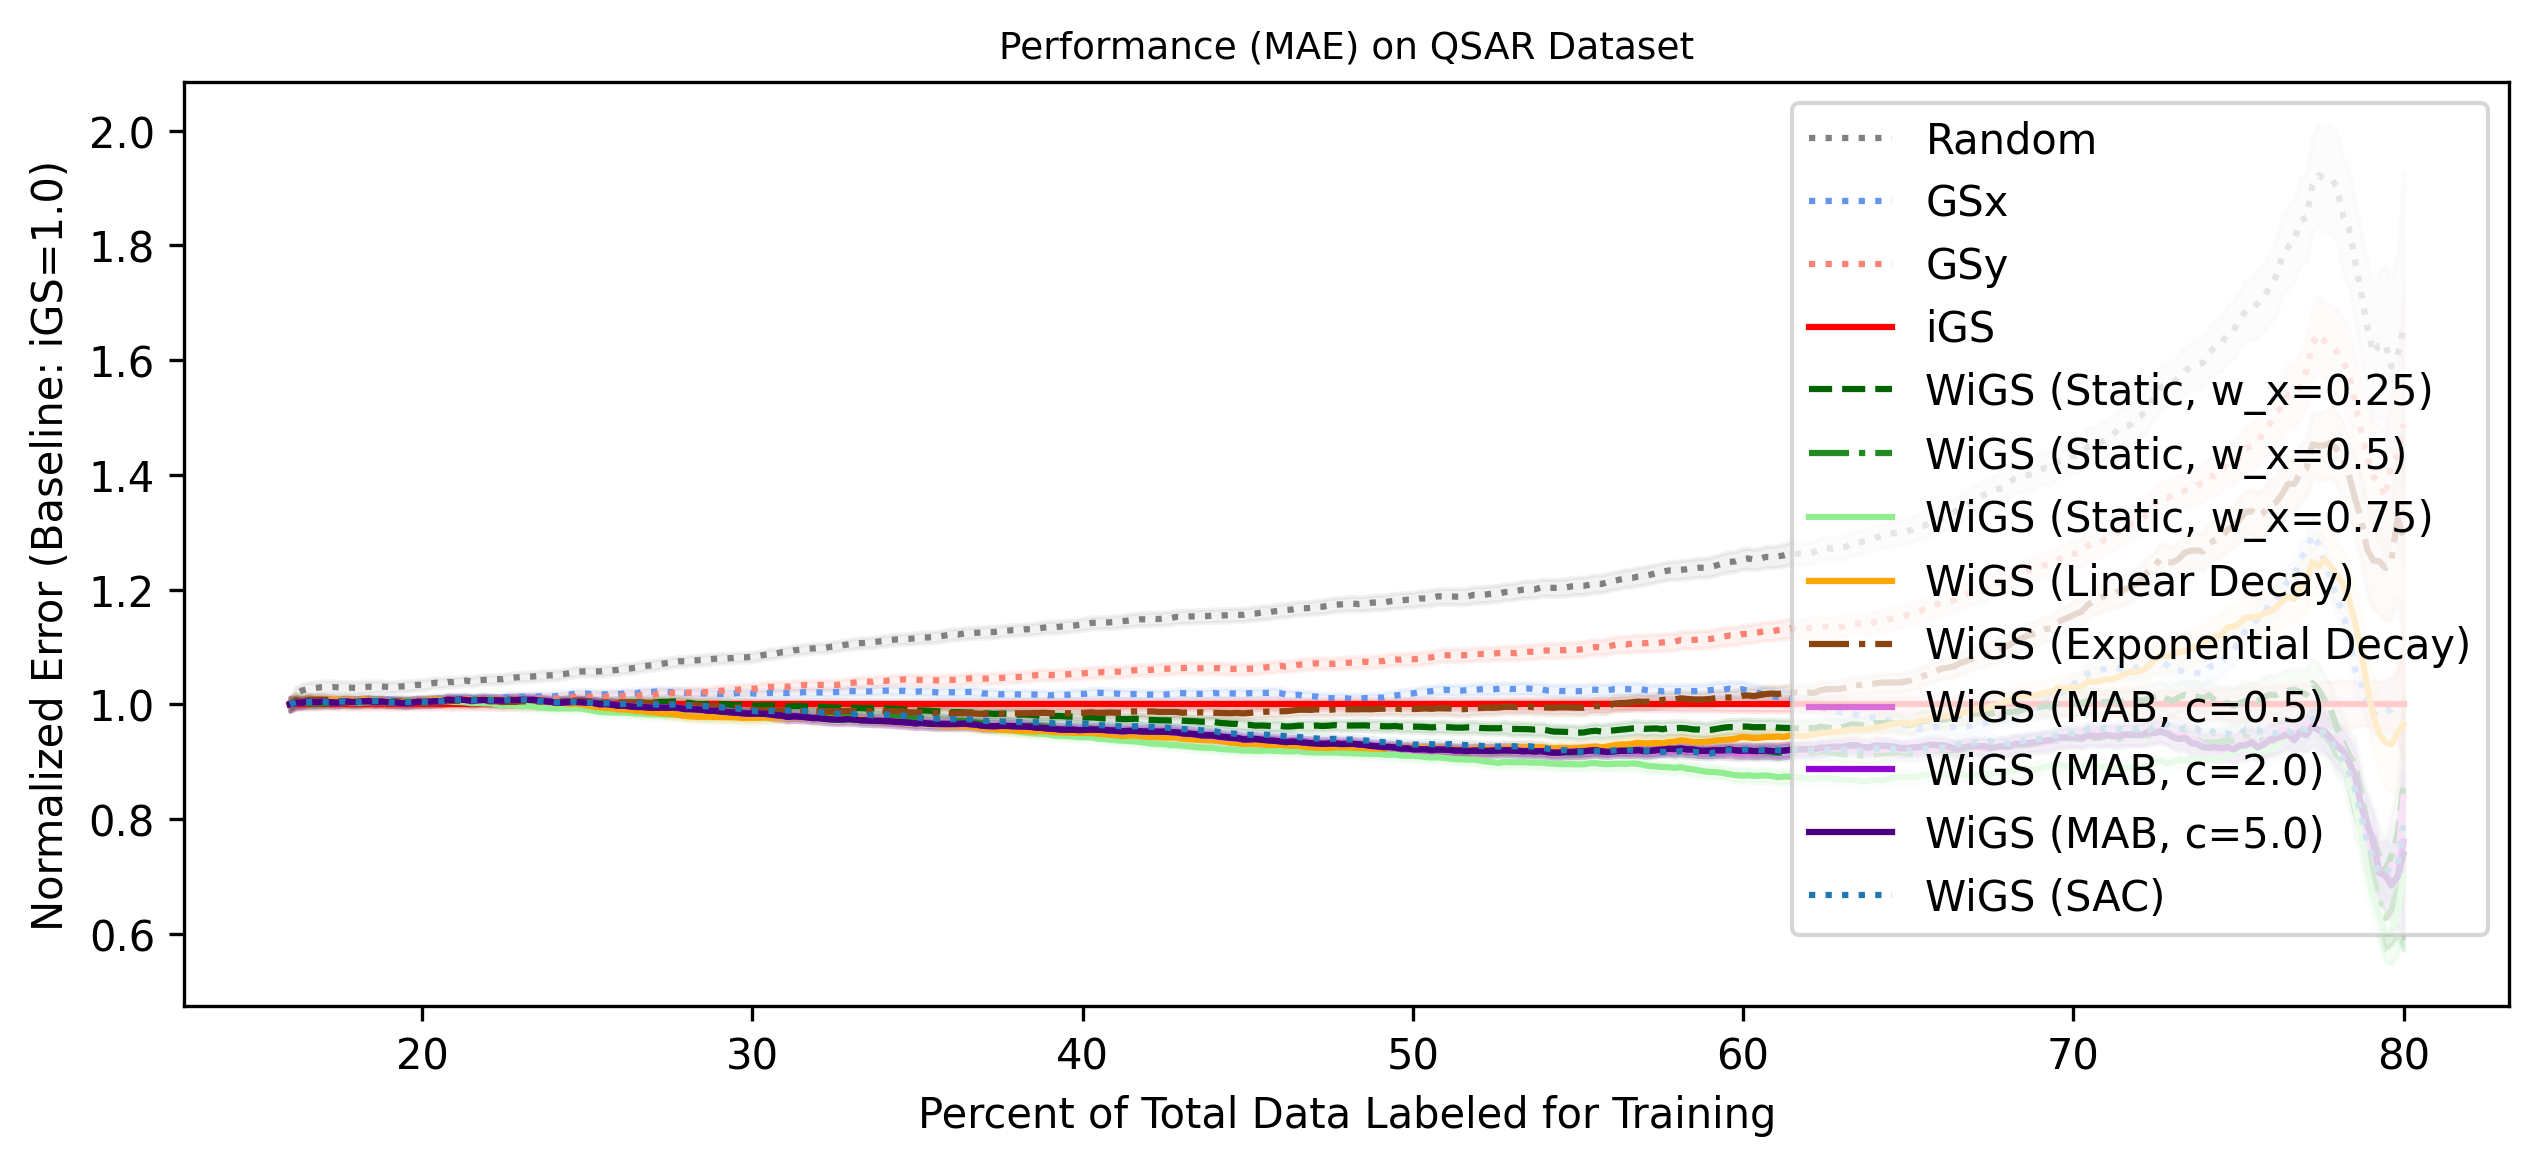 Performance (MAE) on QSAR Dataset
Normalized Error (Baseline: iGS=1.0)
2.0
1.8
1.6
1.4
1.2
1.0
0.8
0.6
Random
GSx
GSy
iGS
WiGS (Static, w_x=0.25)
WiGS (Static, w_x=0.5)
WiGS (Static, w_x=0.75)
WiGS (Linear Decay)
WiGS (Exponential Decay)
WiGS (MAB, c=0.5)
WiGS (MAB, c=2.0)
WiGS (MAB, c=5.0)
WiGS (SAC)
20 30 40 50 60 70 80
Percent of Total Data Labeled for Training